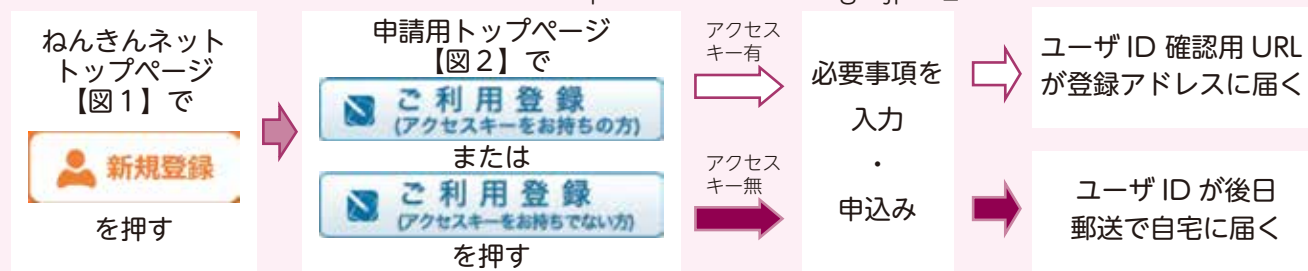 ねんきんネット
トップページ
【図1】で
新規登録
を押す
申請用トップページ
【図2】で
ご利用登録
(アクセスキーをお持ちの方)
または
ご利用登録
(アクセスキーをお持ちでない方)
を押す
アクセス
キー有
アクセス
キー無
必要事項を
入力
・
申込み
ユーザ ID 確認用 URL
が登録アドレスに届く
ユーザ ID が後日
郵送で自宅に届く